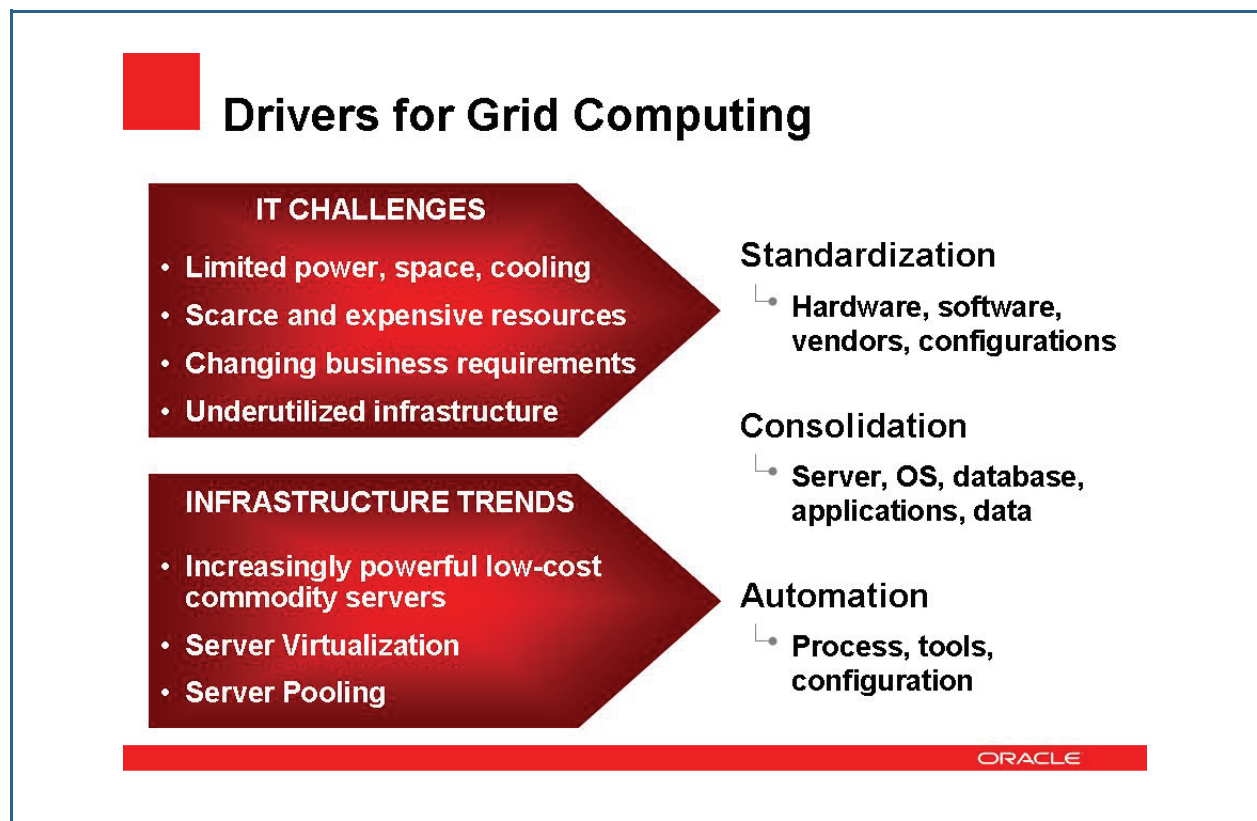 Drivers for Grid Computing
IT CHALLENGES
• Limited power, space, cooling
• Scarce and expensive resources
• Changing business requirements
• Underutilized infrastructure
INFRASTRUCTURE TRENDS
• Increasingly powerful low-cost
commodity servers
• Server Virtualization
• Server Pooling
Standardization
Hardware, software,
vendors, configurations
Consolidation
Server, OS, database,
applications, data
Automation
Process, tools,
configuration
ORACLE